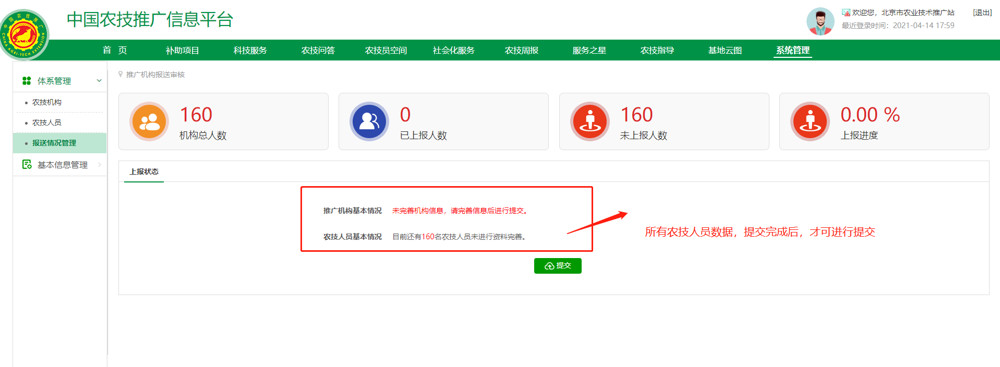 中国农技推广信息平台
中国农技推广
CHINA AGRI-TECH EXTENSION
欢迎您，北京市农业技术推广站 [退出]
最近登录时间：2021-04-14 17:59
首 页 补助项目 科技服务 农技问答 农技员空间 社会化服务 农技周报 服务之星 农技指导 基地云图 系统管理
体系管理
农技机构
农技人员
报送情况管理
基本信息管理
推广机构报送审核
160
机构总人数
0
已上报人数
160
未上报人数
0.00 %
上报进度
上报状态
推广机构基本情况 未完善机构信息，请完善信息后进行提交。
农技人员基本情况 目前还有160名农技人员未进行资料完善。
所有农技人员数据，提交完成后，才可进行提交
提交